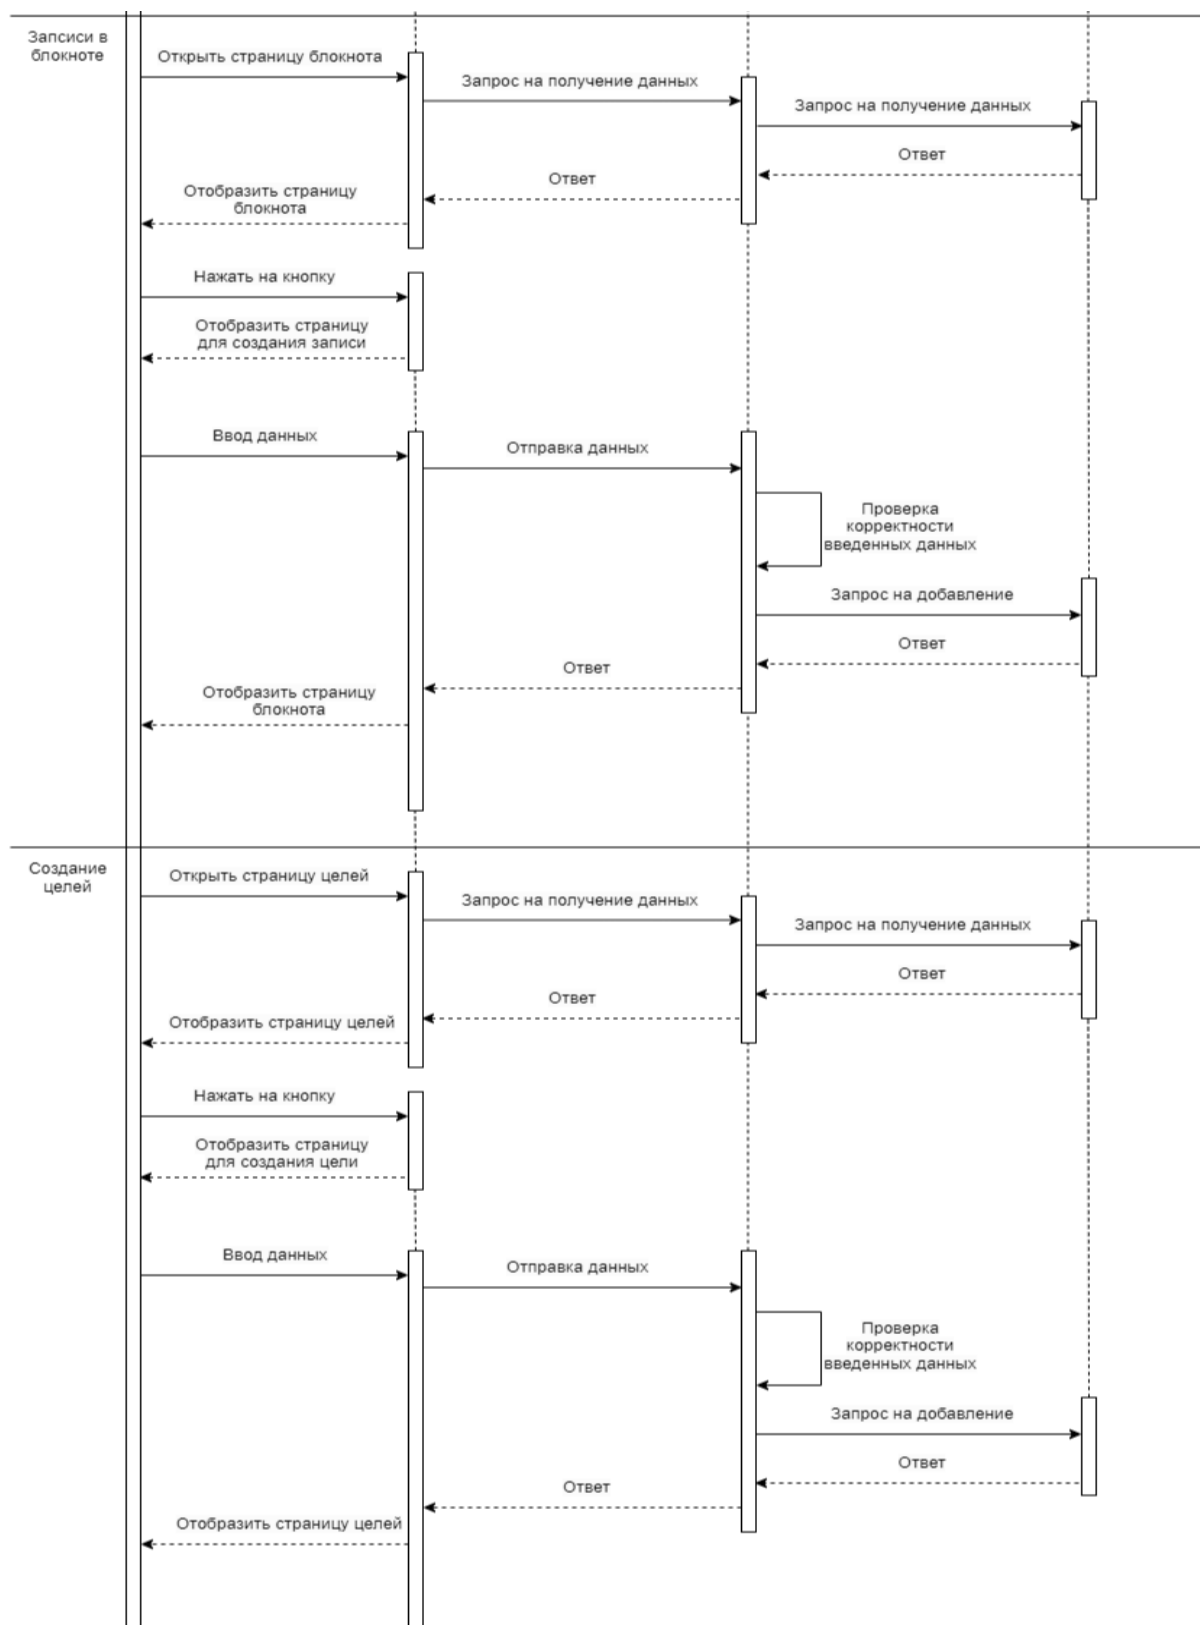 Запсиси в
блокноте
Открыть страницу блокнота
Запрос на получение данных
Запрос на получение данных
Ответ
Ответ
Отобразить страницу
блокнота
Нажать на кнопку
Отобразить страницу
для создания записи
Ввод данных
Отправка данных
Проверка
корректности
введенных данных
Запрос на добавление
Ответ
Ответ
Отобразить страницу
блокнота
Создание
целей
Открыть страницу целей
Запрос на получение данных
Запрос на получение данных
Ответ
Ответ
Отобразить страницу целей
Нажать на кнопку
Отобразить страницу
для создания цели
Ввод данных
Отправка данных
Проверка
корректности
введенных данных
Запрос на добавление
Ответ
Ответ
Отобразить страницу целей